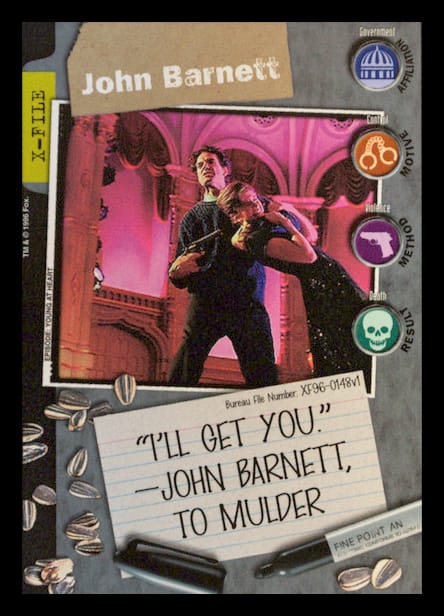 John Barnett
X-FILE
TM & © 1996 Fox.
EPISODE: YOUNG AT HEART
Government
AFFILIATION
Control
MOTIVE
Violence
METHOD
Death
RESULT
Bureau File Number: XF96-0148v1
"I'LL GET YOU."
—JOHN BARNETT,
TO MULDER
FINE POINT AN